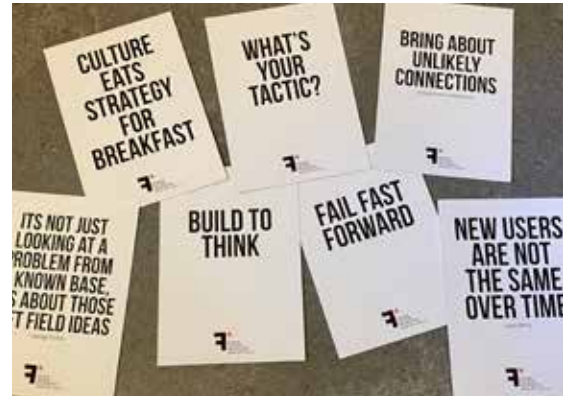 CULTURE
EATS
STRATEGY
FOR
BREAKFAST
WHAT'S
YOUR
TACTIC?
BRING ABOUT
UNLIKELY
CONNECTIONS
ITS NOT JUST
LOOKING AT A
PROBLEM FROM
KNOWN BASE,
ABOUT THOSE
FIELD IDEAS
BUILD TO
THINK
FAIL FAST
FORWARD
NEW USERS
ARE NOT
THE SAME
OVER TIME